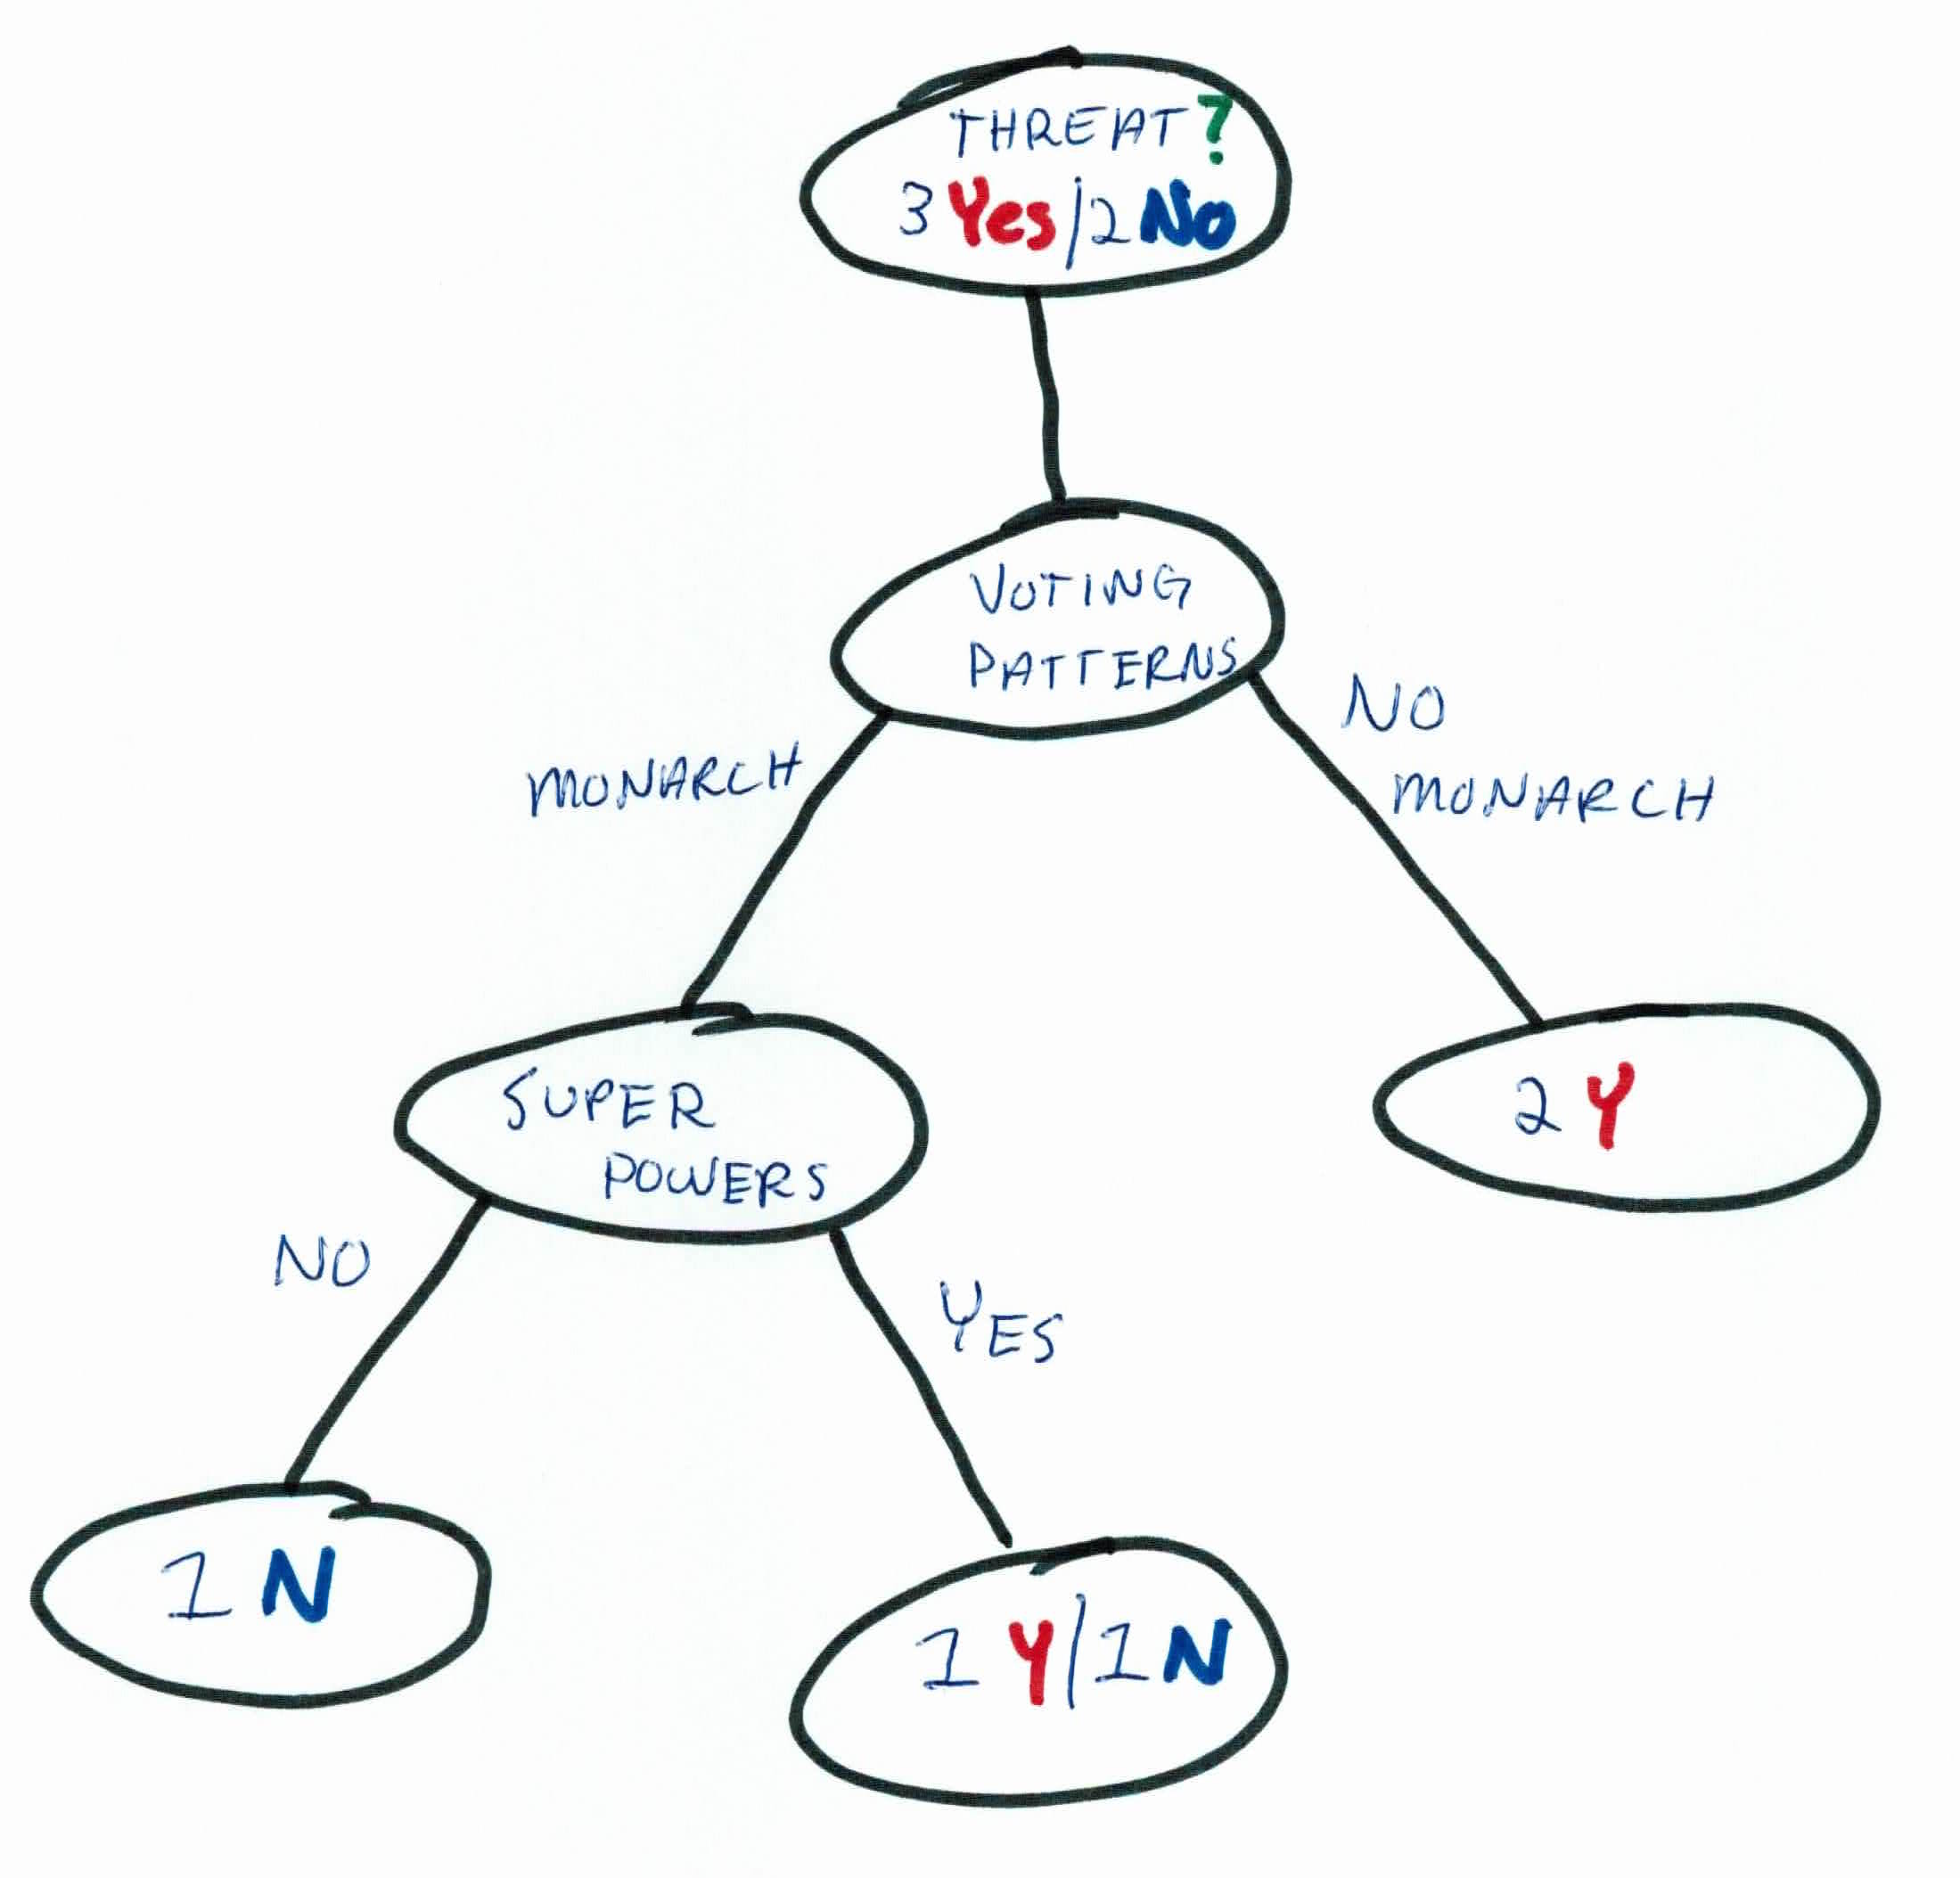 THREAT?
3 Yes/2 No
VOTING
PATTERNS
MONARCH
NO
MONARCH
SUPER
POWERS
2 Y
NO
YES
1 N
1 Y/1 N